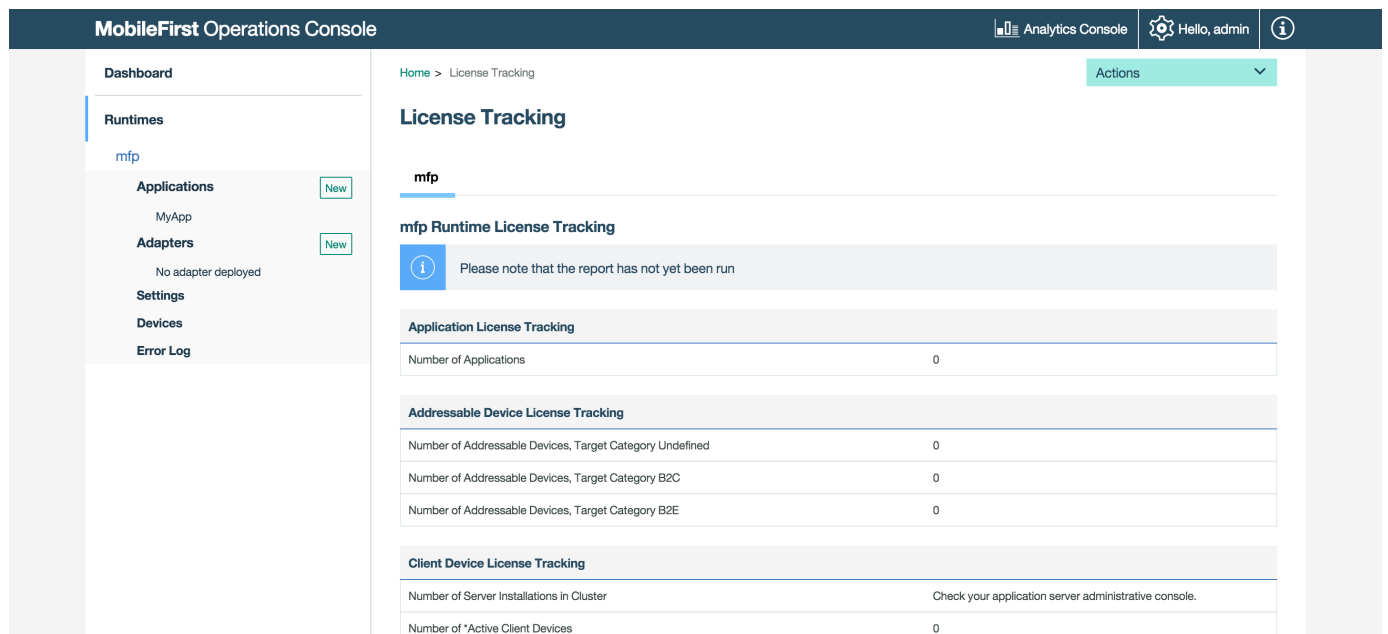 MobileFirst Operations Console
Analytics Console
Hello, admin
Dashboard
Runtimes
mfp
Applications New
MyApp
Adapters New
No adapter deployed
Settings
Devices
Error Log
Home > License Tracking
Actions
License Tracking
mfp
mfp Runtime License Tracking
Please note that the report has not yet been run
Application License Tracking
Number of Applications 0
Addressable Device License Tracking
Number of Addressable Devices, Target Category Undefined 0
Number of Addressable Devices, Target Category B2C 0
Number of Addressable Devices, Target Category B2E 0
Client Device License Tracking
Number of Server Installations in Cluster Check your application server administrative console.
Number of *Active Client Devices 0